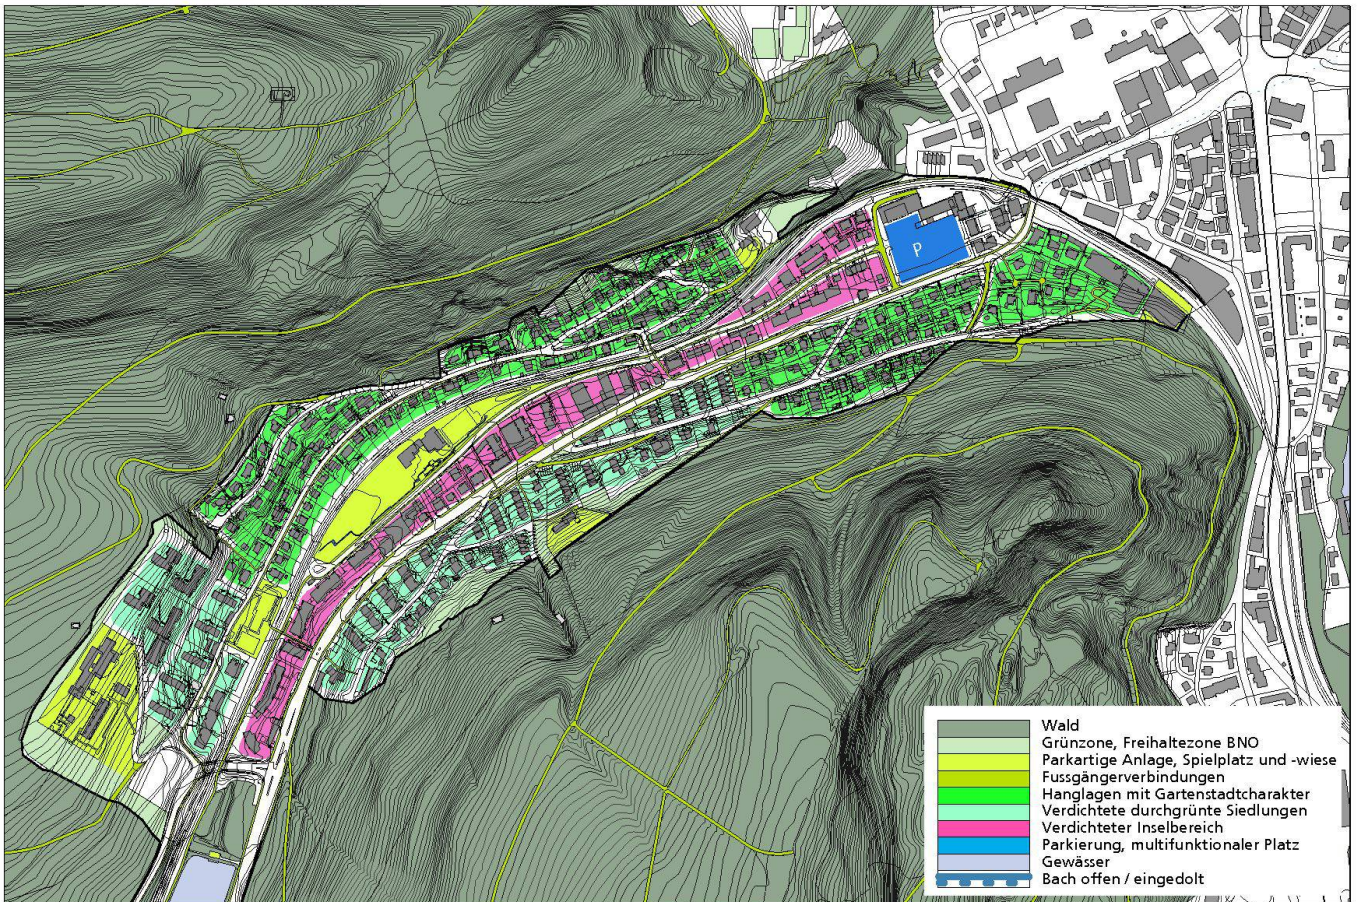 P
Wald
Grünzone, Freihaltezone BNO
Parkartige Anlage, Spielplatz und -wiese
Fussgängerverbindungen
Hanglagen mit Gartenstadtcharakter
Verdichtete durchgrünte Siedlungen
Verdichteter Inselbereich
Parkierung, multifunktionaler Platz
Gewässer
Bach offen / eingedolt